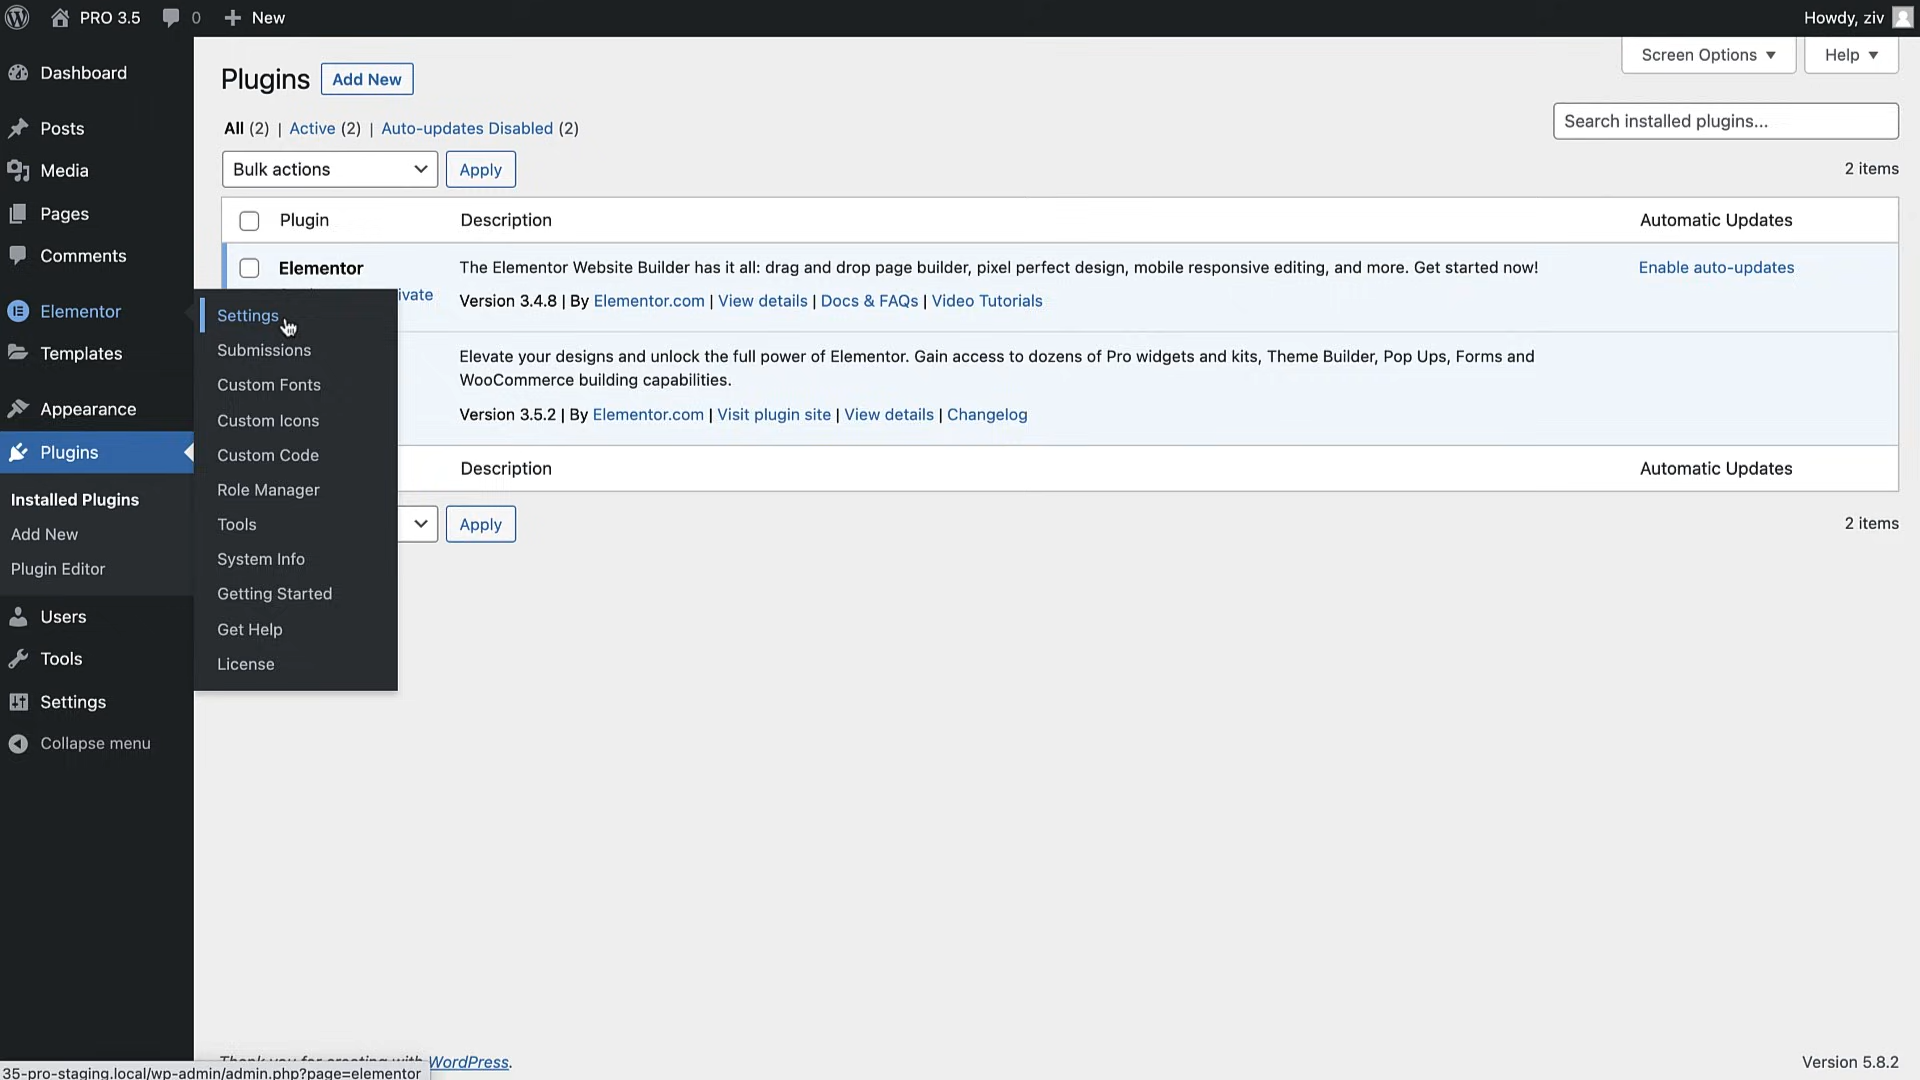 PRO 3.5 0 New Howdy, ziv
Screen Options Help
Dashboard
Posts
Media
Pages
Comments
Elementor
Templates
Appearance
Plugins
Installed Plugins
Add New
Plugin Editor
Users
Tools
Settings
Collapse menu
Settings
Submissions
Custom Fonts
Custom Icons
Custom Code
Role Manager
Tools
System Info
Getting Started
Get Help
License
Plugins Add New
All (2) | Active (2) | Auto-updates Disabled (2)
Search installed plugins...
Bulk actions Apply 2 items
Plugin Description Automatic Updates
Elementor The Elementor Website Builder has it all: drag and drop page builder, pixel perfect design, mobile responsive editing, and more. Get started now! Enable auto-updates
ivate Version 3.4.8 | By Elementor.com | View details | Docs & FAQs | Video Tutorials
Elevate your designs and unlock the full power of Elementor. Gain access to dozens of Pro widgets and kits, Theme Builder, Pop Ups, Forms and
WooCommerce building capabilities.
Version 3.5.2 | By Elementor.com | Visit plugin site | View details | Changelog
Description Automatic Updates
Apply 2 items
Thank you for creating with WordPress. Version 5.8.2
35-pro-staging.local/wp-admin/admin.php?page=elementor